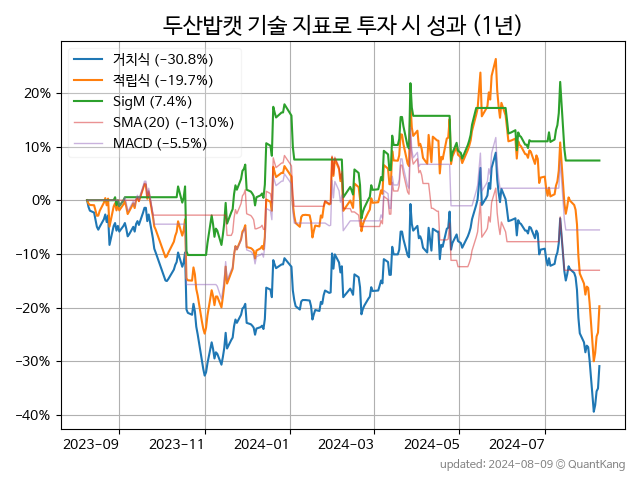 두산밥캣 기술 지표로 투자 시 성과 (1년)
거치식 (−30.8%)
적립식 (−19.7%)
SigM (7.4%)
SMA(20) (−13.0%)
MACD (−5.5%)
20%
10%
0%
−10%
−20%
−30%
−40%
2023−09 2023−11 2024−01 2024−03 2024−05 2024−07
updated: 2024−08−09 © QuantKang